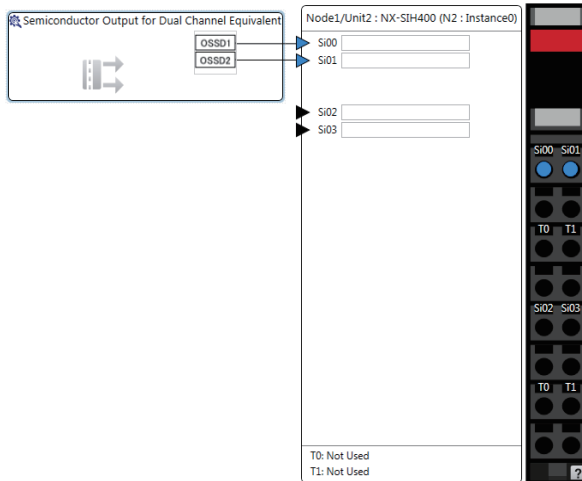 Semiconductor Output for Dual Channel Equivalent
OSSD1
OSSD2
Node1/Unit2 : NX-SIH400 (N2 : Instance0)
Si00
Si01
Si02
Si03
T0: Not Used
T1: Not Used
Si00 Si01
T0 T1
Si02 Si03
T0 T1
?